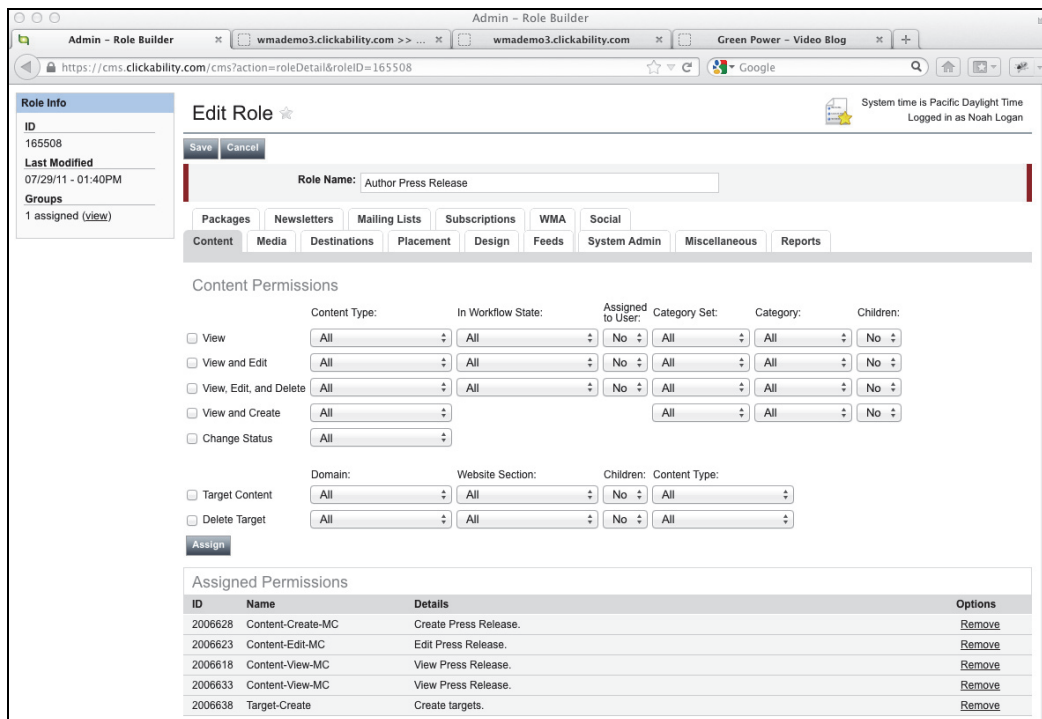 Admin – Role Builder
Admin – Role Builder
wmademo3.clickability.com >> ...
wmademo3.clickability.com
Green Power – Video Blog
https://cms.clickability.com/cms?action=roleDetail&roleID=165508
Google
Role Info
ID
165508
Last Modified
07/29/11 - 01:40PM
Groups
1 assigned (view)
Edit Role
System time is Pacific Daylight Time
Logged in as Noah Logan
Save Cancel
Role Name: Author Press Release
Packages Newsletters Mailing Lists Subscriptions WMA Social
Content Media Destinations Placement Design Feeds System Admin Miscellaneous Reports
Content Permissions
Content Type: In Workflow State: Assigned to User: Category Set: Category: Children:
View All All No All All No
View and Edit All All No All All No
View, Edit, and Delete All All No All All No
View and Create All All All No
Change Status All
Domain: Website Section: Children: Content Type:
Target Content All All No All
Delete Target All All No All
Assign
Assigned Permissions
ID Name Details Options
2006628 Content-Create-MC Create Press Release. Remove
2006623 Content-Edit-MC Edit Press Release. Remove
2006618 Content-View-MC View Press Release. Remove
2006633 Content-View-MC View Press Release. Remove
2006638 Target-Create Create targets. Remove